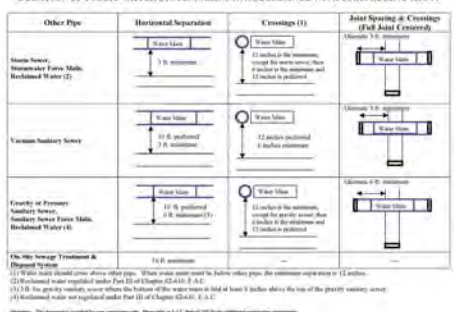 Other Pipe
Horizontal Separation
Crossings (1)
Joint Spacing & Crossings
(Full Joint Centered)
Storm Sewer,
Stormwater Force Main,
Reclaimed Water (2)
Water Main
3 ft. minimum
Water Main
12 inches is the minimum,
except for storm sewer, then
6 inches is the minimum and
12 inches is preferred
Alternate 3 ft. minimum
Water Main
Vacuum Sanitary Sewer
Water Main
10 ft. preferred
3 ft. minimum
Water Main
12 inches preferred
6 inches minimum
Alternate 3 ft. minimum
Water Main
Gravity or Pressure
Sanitary Sewer,
Sanitary Sewer Force Main,
Reclaimed Water (4)
Water Main
10 ft. preferred
6 ft. minimum (3)
Water Main
12 inches is the minimum,
except for gravity sewer, then
6 inches is the minimum and
12 inches is preferred
Alternate 6 ft. minimum
Water Main
On-Site Sewage Treatment &
Disposal System
10 ft. minimum
—
—
(1) Water main should cross above other pipe. When water main must be below other pipe, the minimum separation is 12 inches.
(2) Reclaimed water regulated under Part III of Chapter 62-610, F.A.C.
(3) 3 ft. for gravity sanitary sewer where the bottom of the water main is laid at least 6 inches above the top of the gravity sanitary sewer.
(4) Reclaimed water not regulated under Part III of Chapter 62-610, F.A.C.